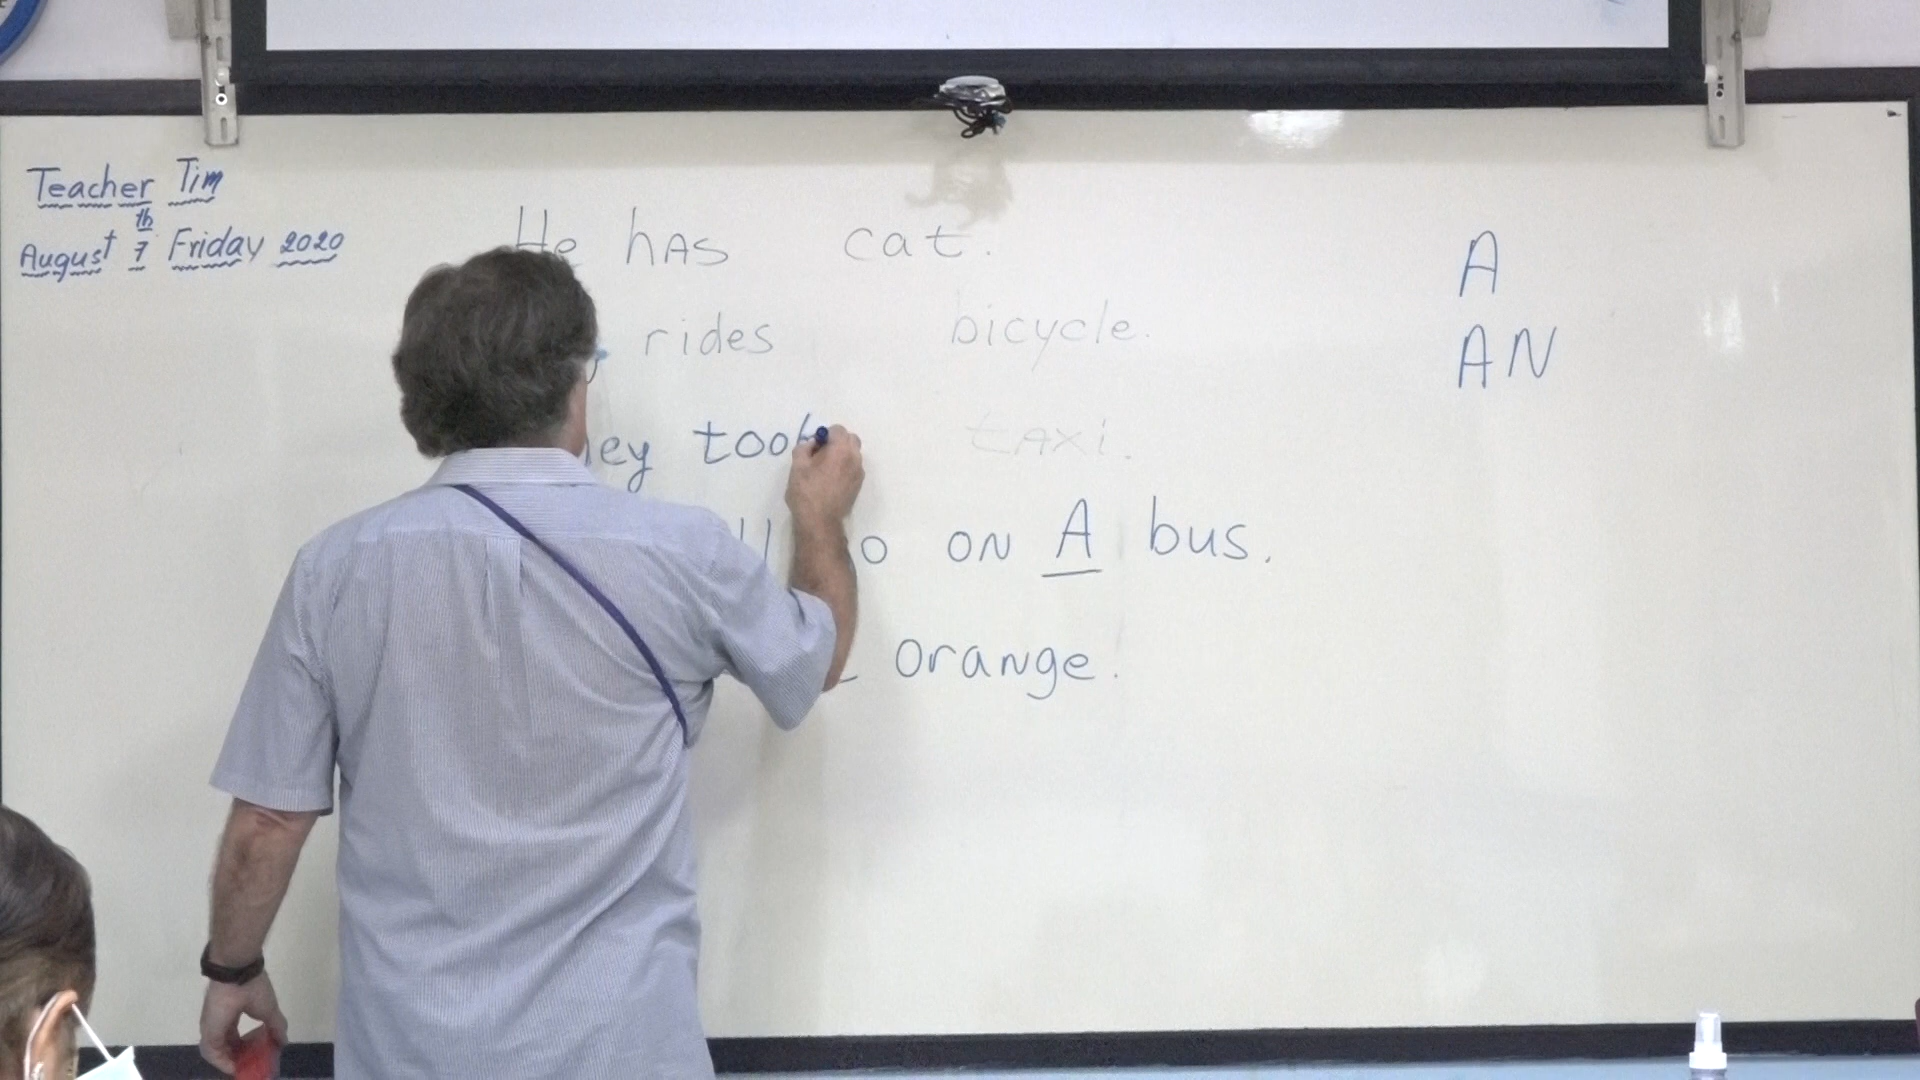 Teacher Tim
August 7th Friday 2020
He hAS cat.
rides bicycle.
took tAxi.
ON A bus.
orange.
A
AN